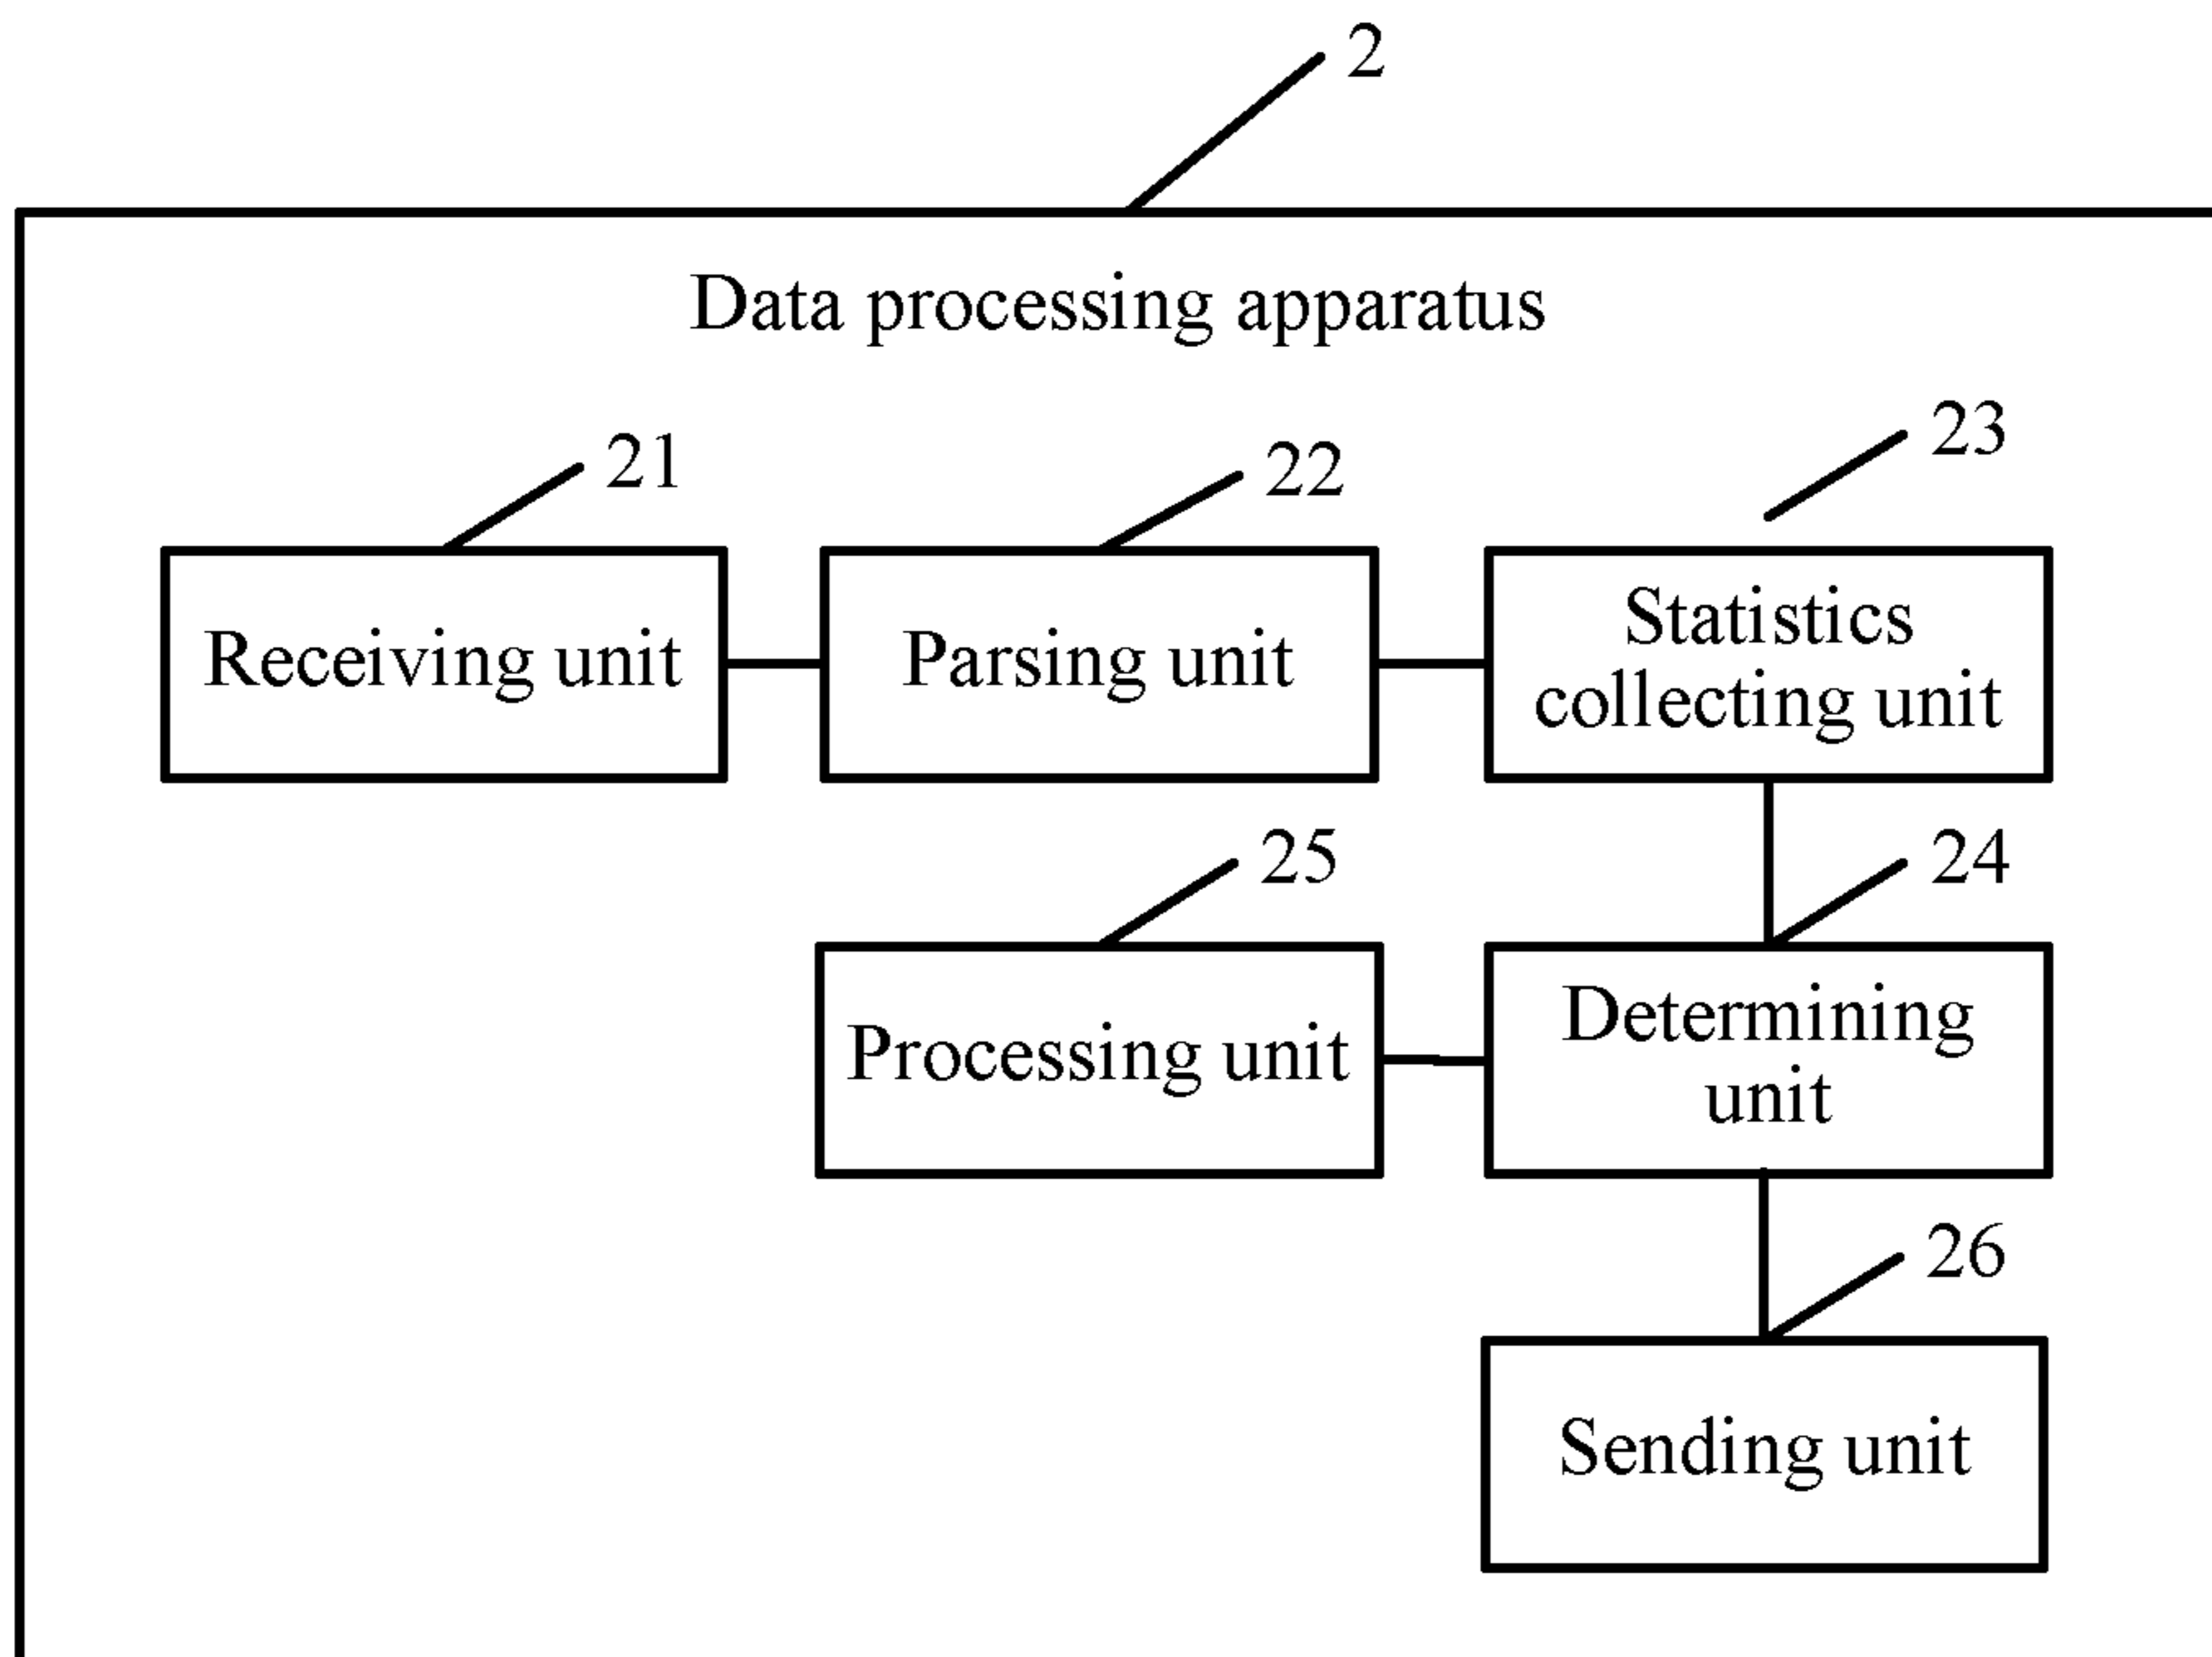 2
Data processing apparatus
21
22
23
Receiving unit
Parsing unit
Statistics
collecting unit
25
24
Processing unit
Determining
unit
26
Sending unit